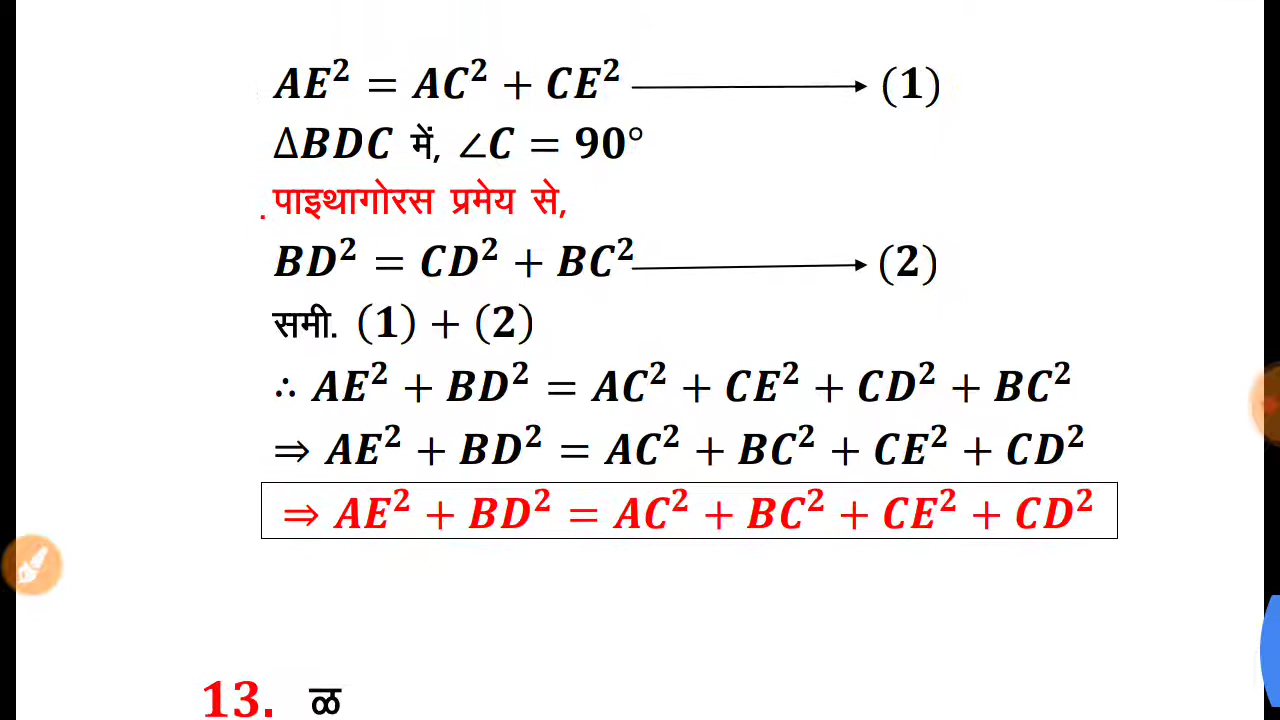 AE² = AC² + CE² ⟶ (1)
ΔBDC में, ∠C = 90°
पाइथागोरस प्रमेय से,
BD² = CD² + BC² ⟶ (2)
समी. (1) + (2)
∴ AE² + BD² = AC² + CE² + CD² + BC²
⇒ AE² + BD² = AC² + BC² + CE² + CD²
⇒ AE² + BD² = AC² + BC² + CE² + CD²
13. ळ